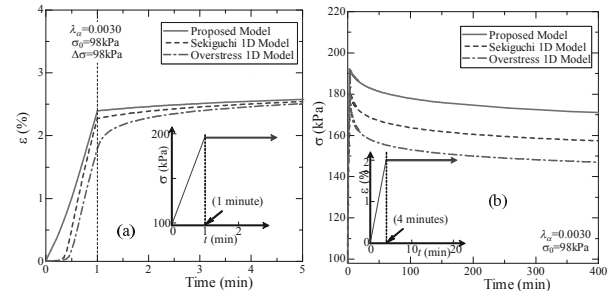 4
3
2
1
0
ε (%)
λα=0.0030
σ0=98kPa
Δσ=98kPa
Proposed Model
Sekiguchi 1D Model
Overstress 1D Model
200
σ (kPa)
100
0
1
2
t (min)
(1 minute)
(a)
0
1
2
3
4
5
Time (min)
220
200
180
160
140
120
100
σ (kPa)
Proposed Model
Sekiguchi 1D Model
Overstress 1D Model
2
ε (%
0
0
10
20
t (min)
(4 minutes)
(b)
λα=0.0030
σ0=98kPa
0
100
200
300
400
Time (min)